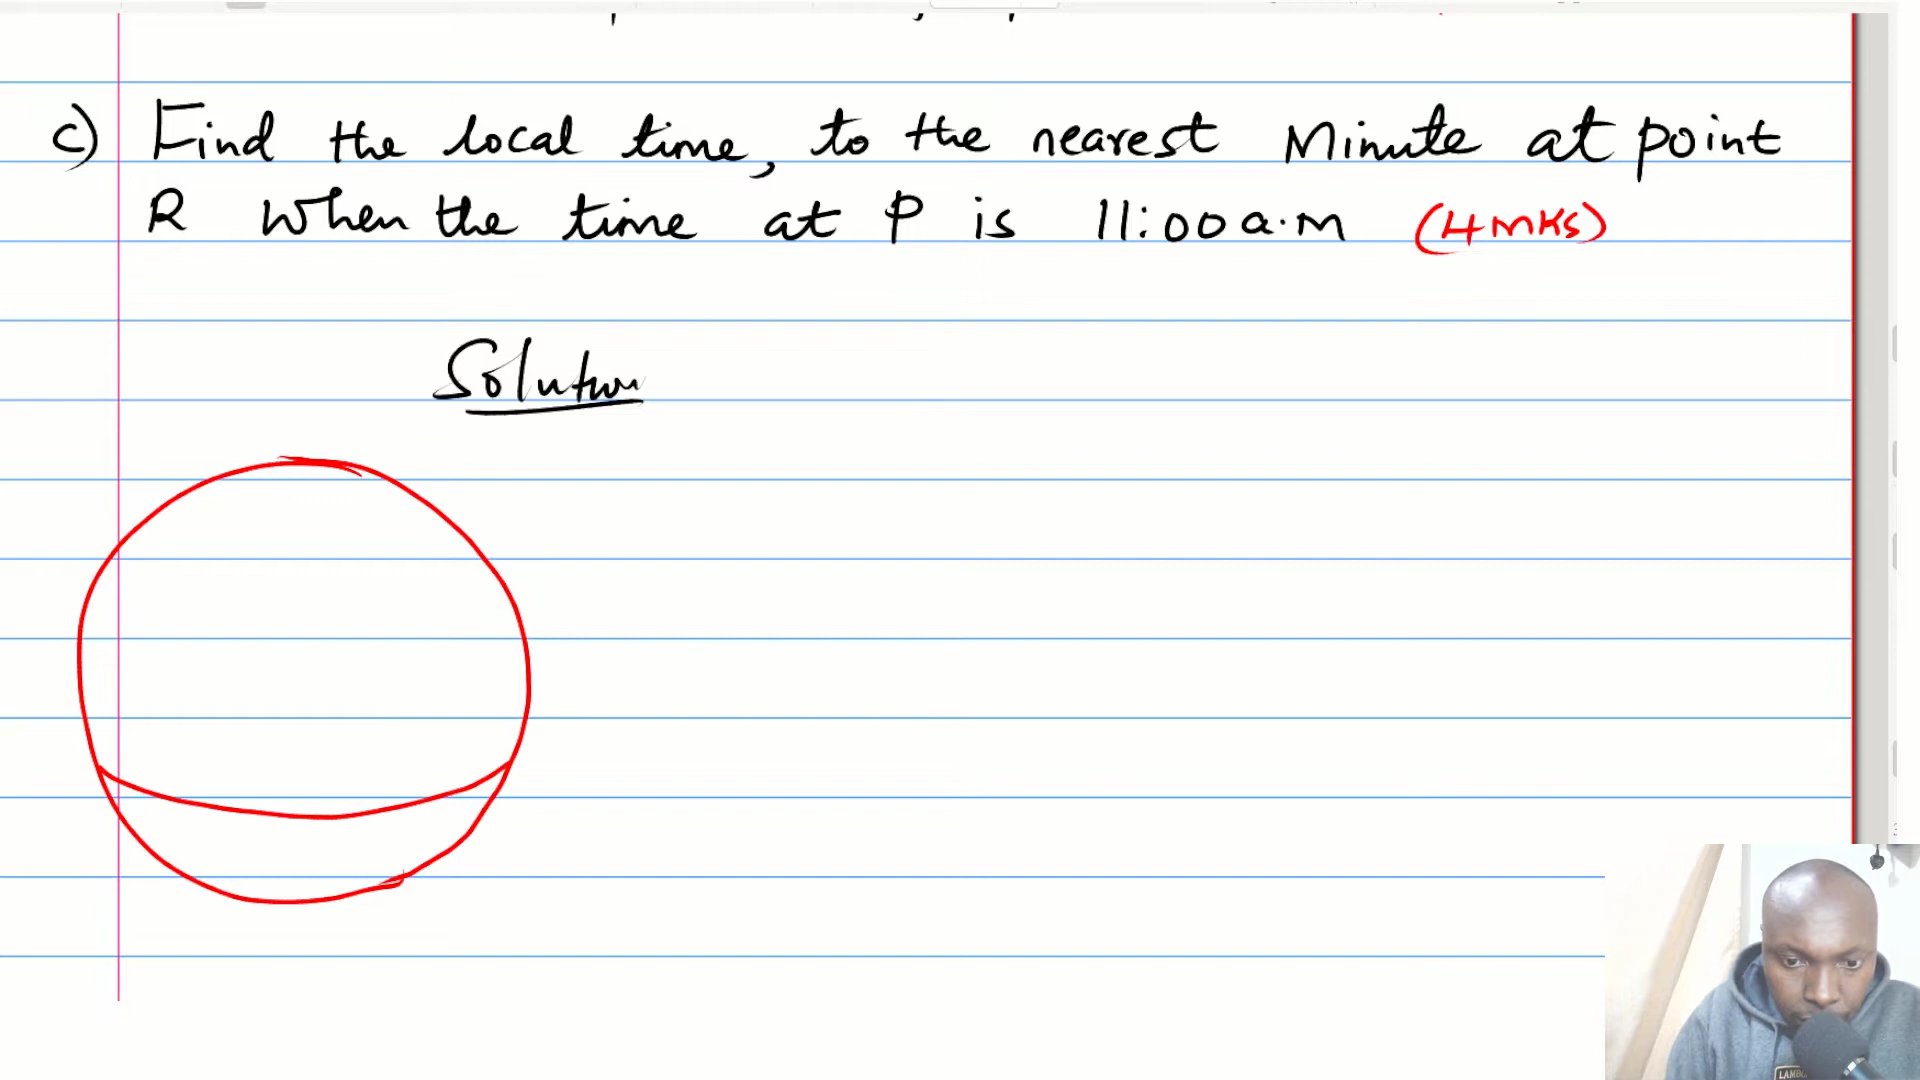 c) Find the local time, to the nearest Minute at point
R when the time at P is 11:00 a.m (4mks)
Solution
LAMB